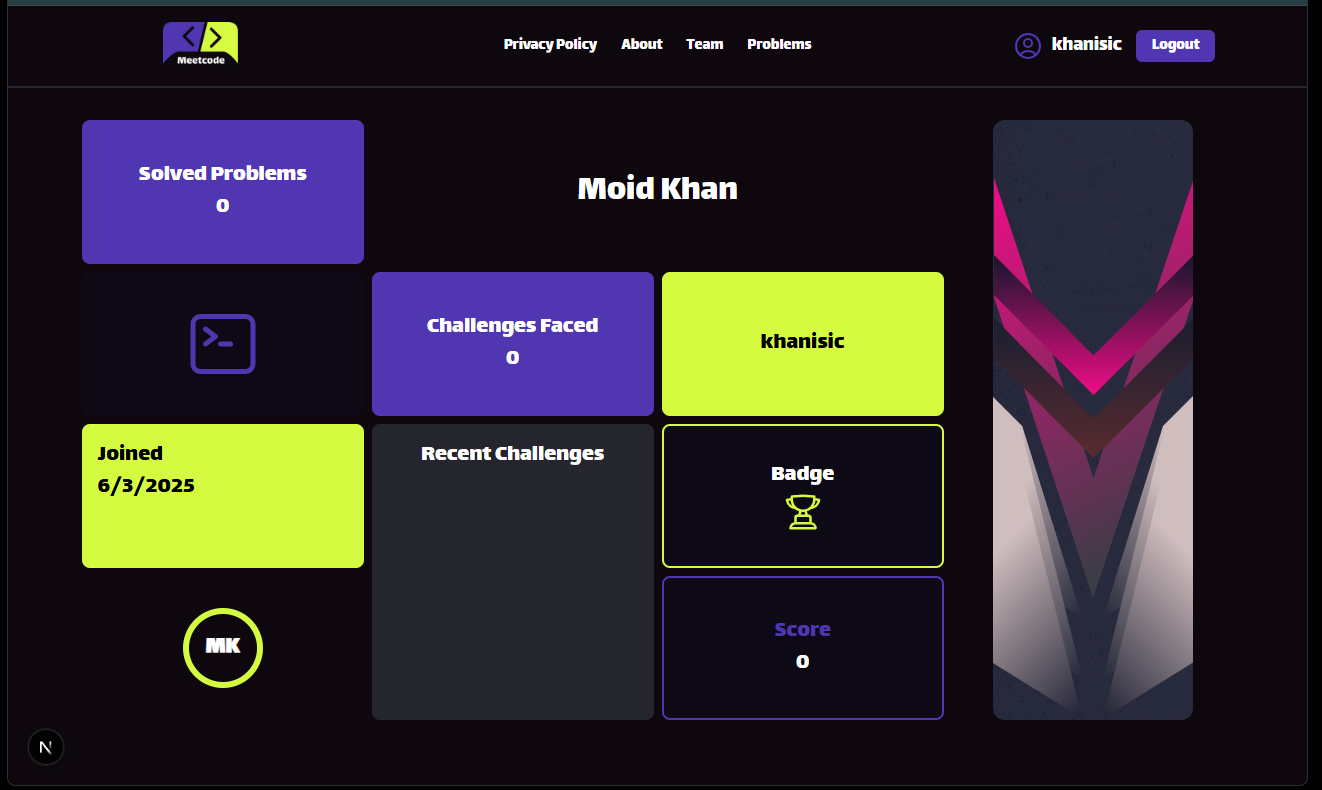 Meetcode
Privacy Policy
About
Team
Problems
khanisic
Logout
Solved Problems
0
Moid Khan
Challenges Faced
0
khanisic
Joined
6/3/2025
Recent Challenges
Badge
MK
Score
0
N